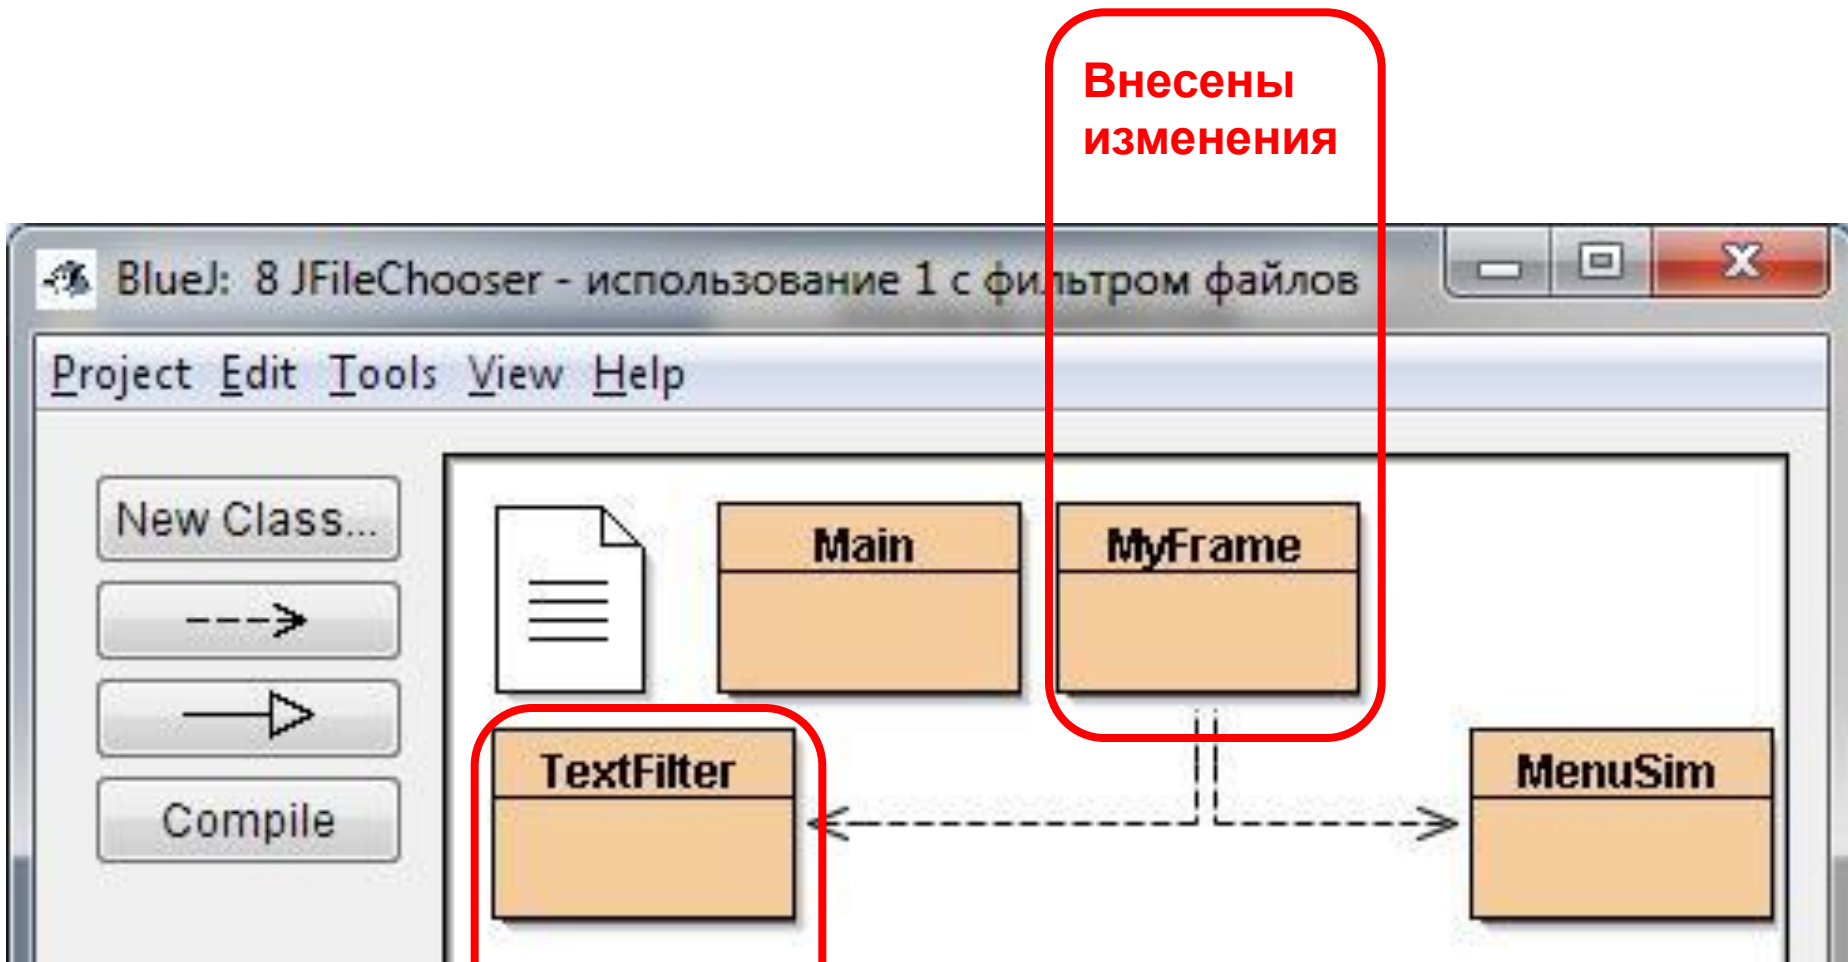 Внесены
изменения
BlueJ: 8 JFileChooser - использование 1 с фильтром файлов
Project Edit Tools View Help
New Class...
Main
MyFrame
TextFilter
MenuSim
Compile